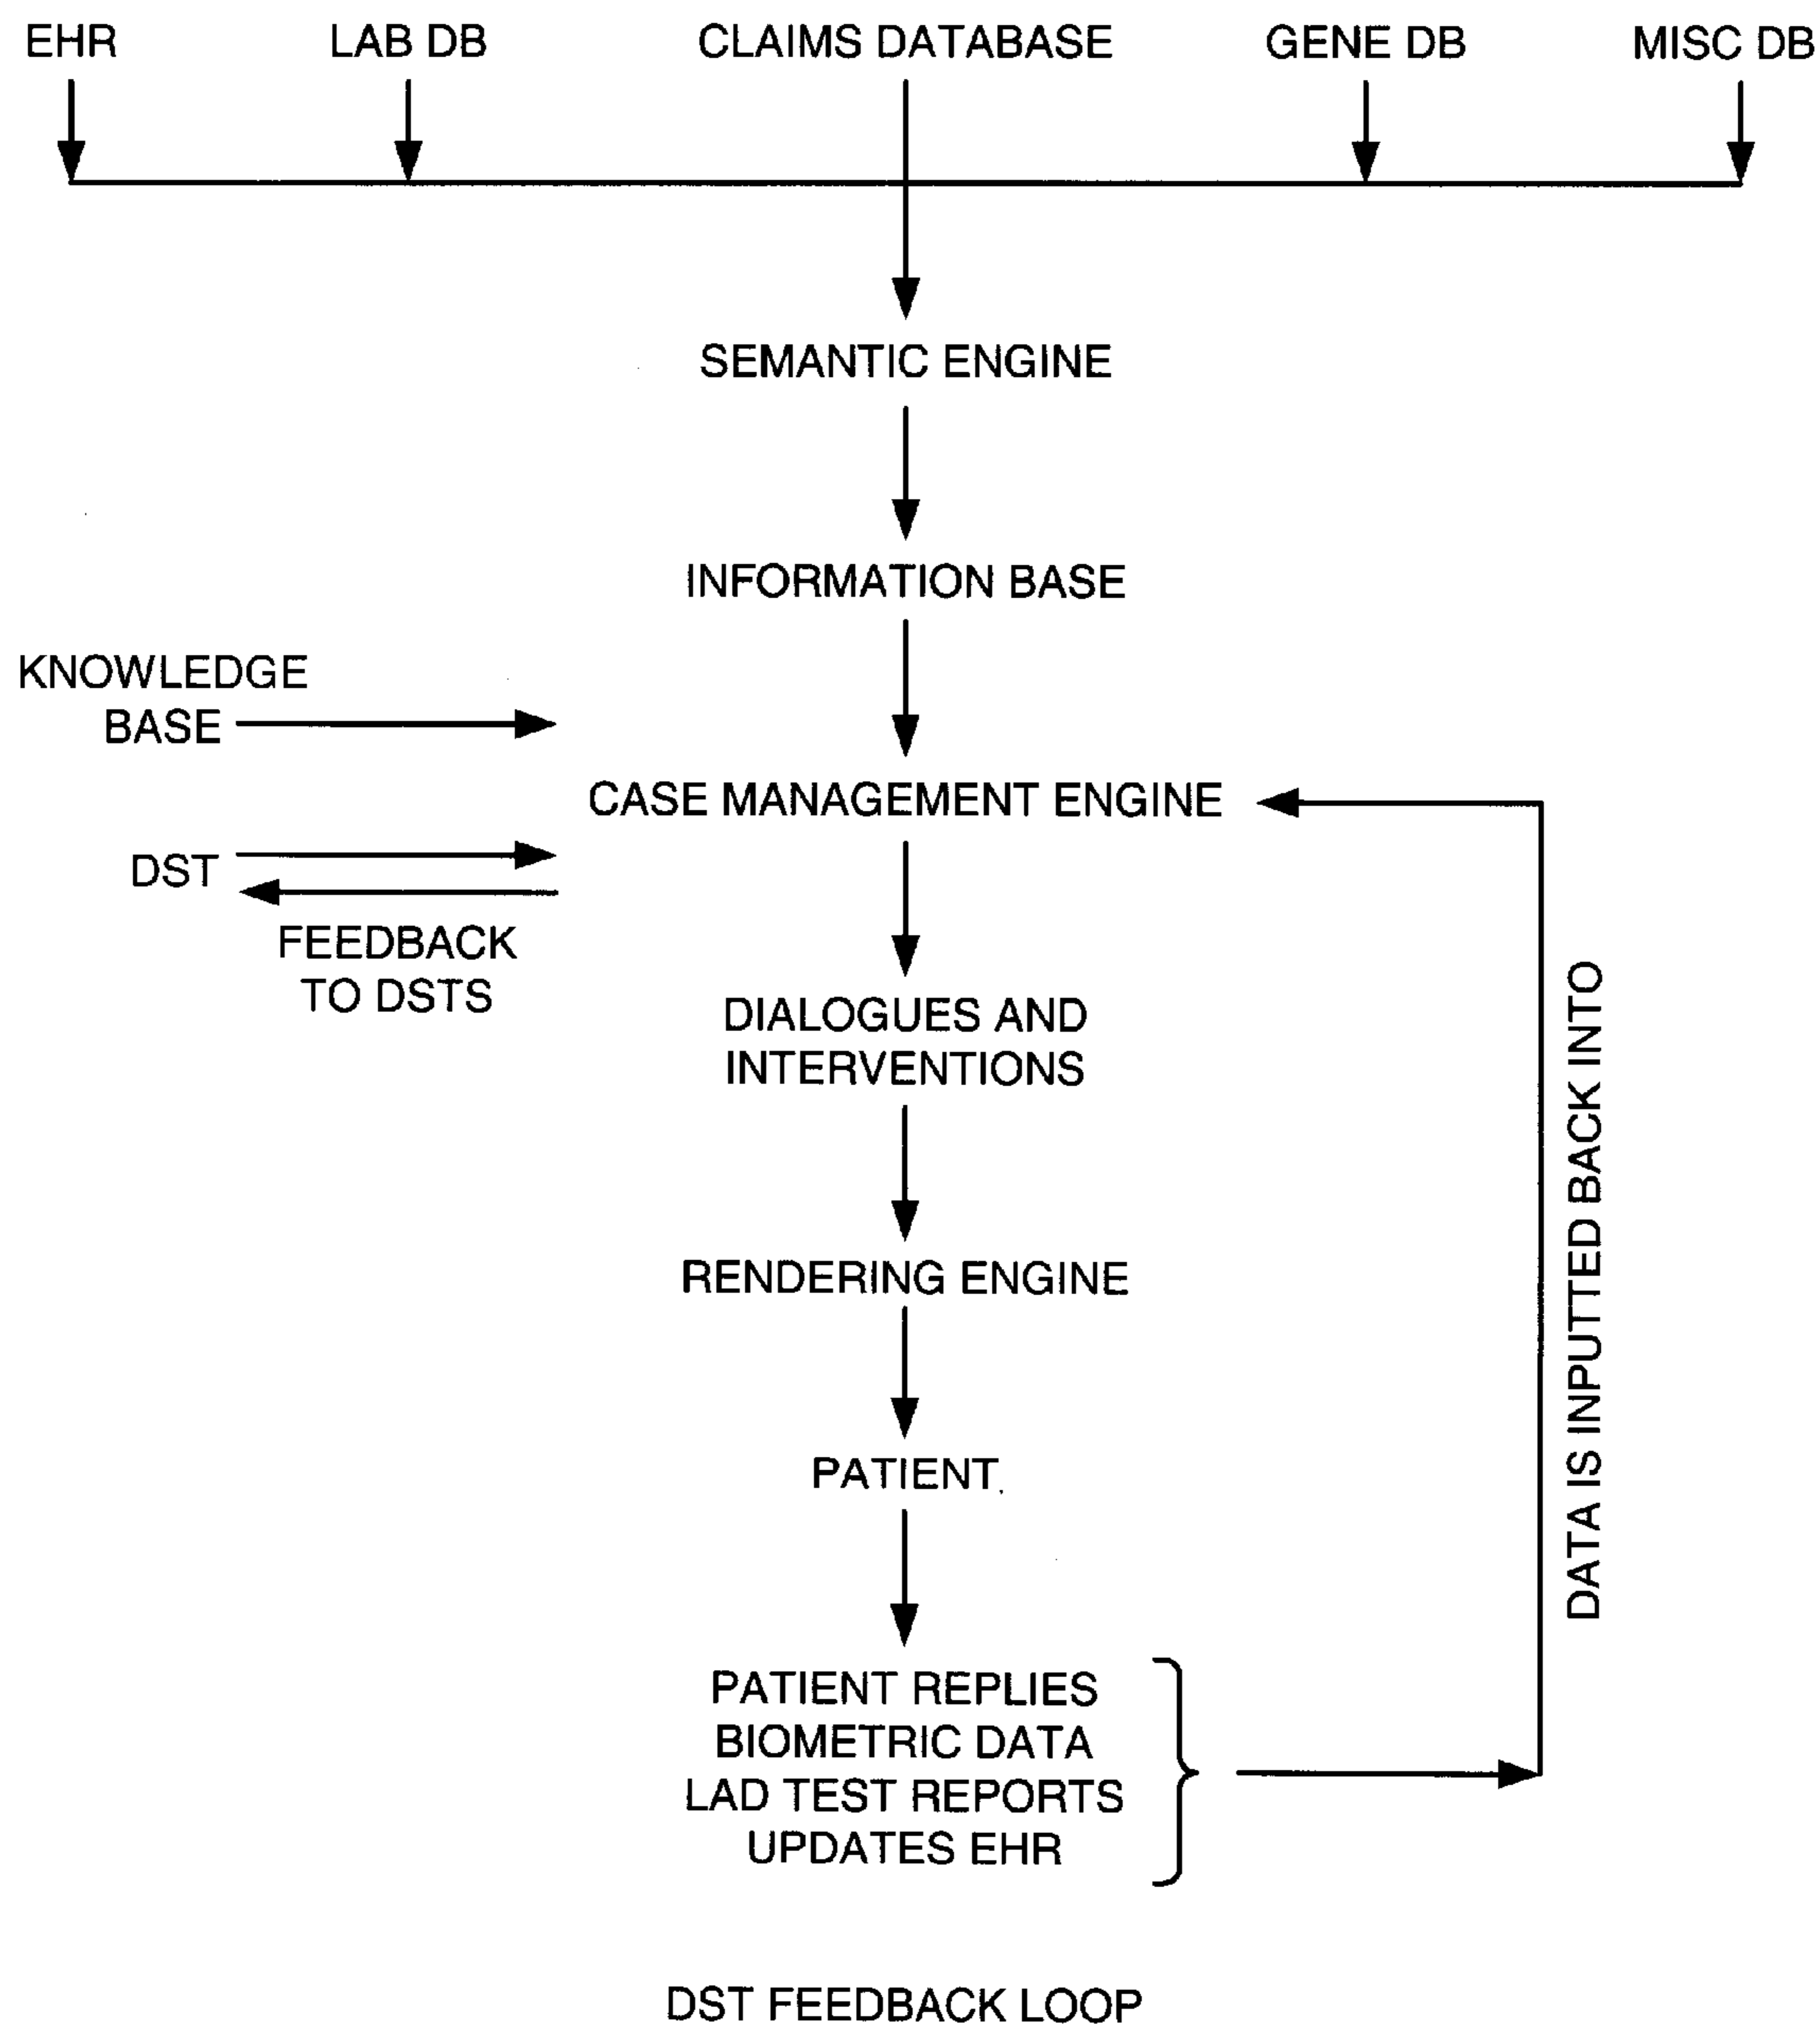 EHR
LAB DB
CLAIMS DATABASE
GENE DB
MISC DB
SEMANTIC ENGINE
INFORMATION BASE
KNOWLEDGE
BASE
CASE MANAGEMENT ENGINE
DST
FEEDBACK
TO DSTS
DIALOGUES AND
INTERVENTIONS
RENDERING ENGINE
PATIENT
PATIENT REPLIES
BIOMETRIC DATA
LAD TEST REPORTS
UPDATES EHR
DATA IS INPUTTED BACK INTO
DST FEEDBACK LOOP